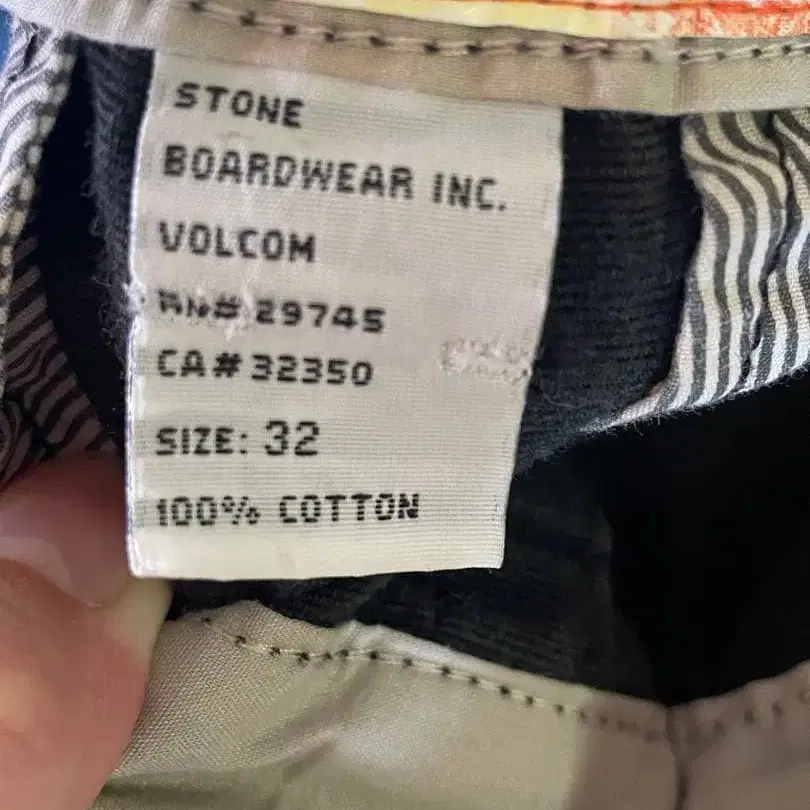 STONE
BOARDWEAR INC.
VOLCOM
RN# 29745
CA# 32350
SIZE: 32
100% COTTON